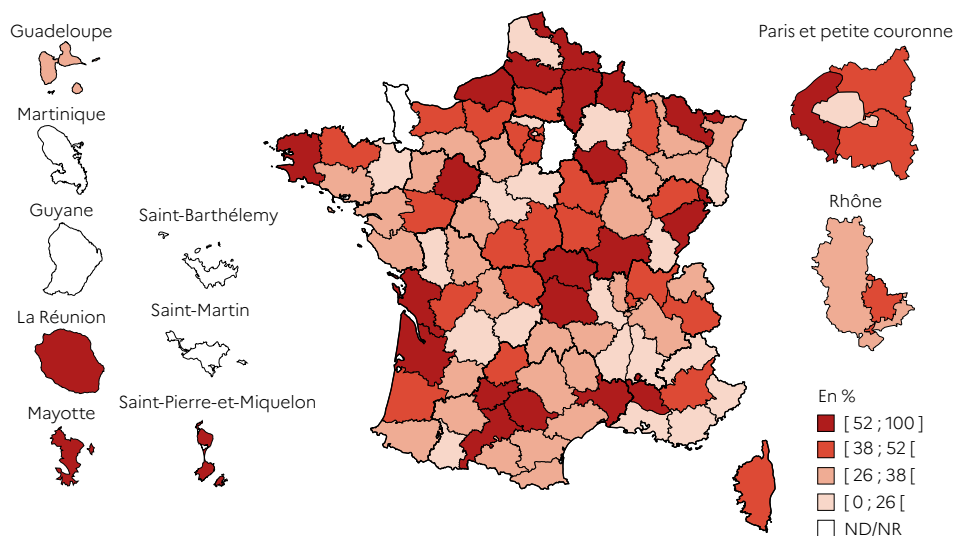 Guadeloupe
Martinique
Guyane
La Réunion
Mayotte
Saint-Barthélemy
Saint-Martin
Saint-Pierre-et-Miquelon
Paris et petite couronne
Rhône
En %
[ 52 ; 100 ]
[ 38 ; 52 [
[ 26 ; 38 [
[ 0 ; 26 [
ND/NR